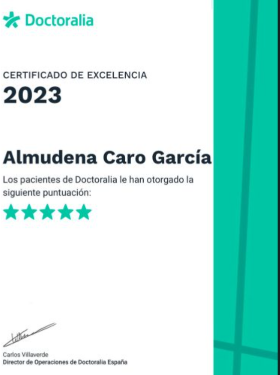 Doctoralia
CERTIFICADO DE EXCELENCIA
2023
Almudena Caro García
Los pacientes de Doctoralia le han otorgado la
siguiente puntuación:
Carlos Villaverde
Director de Operaciones de Doctoralia España